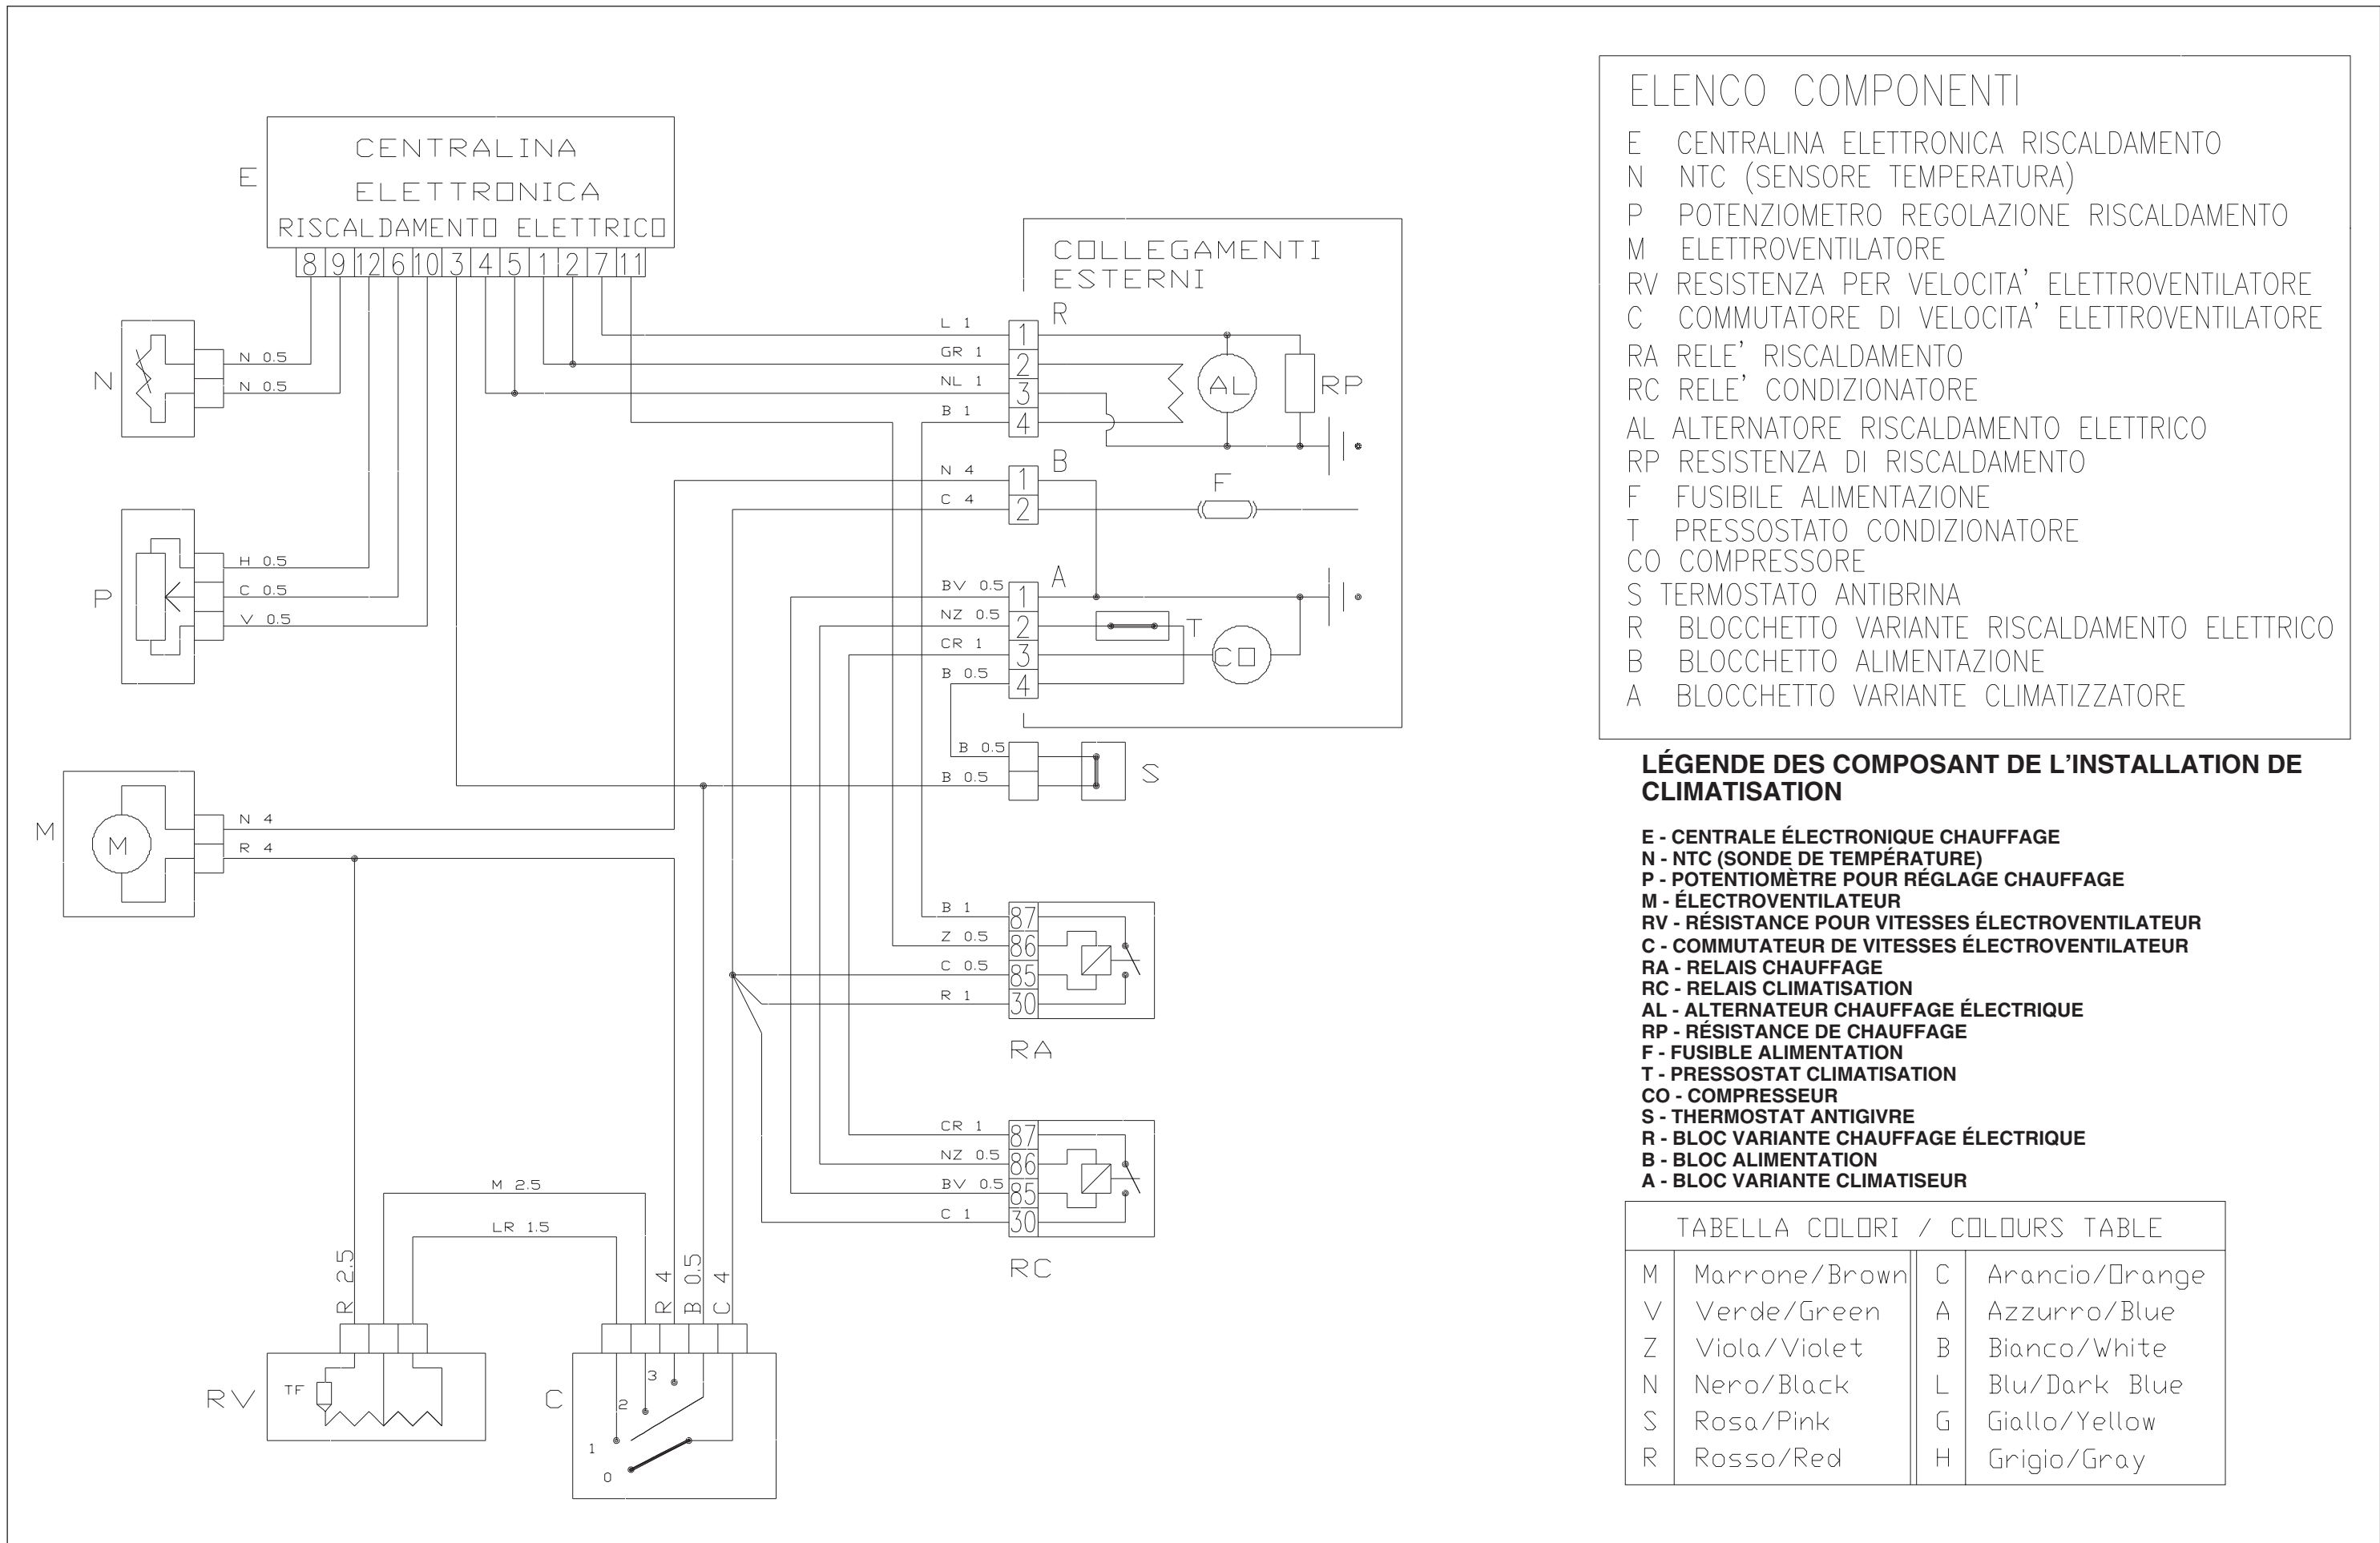 E
CENTRALINA
ELETTRONICA
RISCALDAMENTO ELETTRICO
8 9 12 6 10 3 4 5 1 2 7 11
N
N 0.5
N 0.5
P
H 0.5
C 0.5
V 0.5
M
M
N 4
R 4
COLLEGAMENTI
ESTERNI
R
L 1
1
GR 1
2
NL 1
3
B 1
4
AL
RP
B
N 4
1
C 4
2
F
A
BV 0.5
1
NZ 0.5
2
CR 1
3
B 0.5
4
T
CO
B 0.5
B 0.5
S
B 1
87
Z 0.5
86
C 0.5
85
R 1
30
RA
CR 1
87
NZ 0.5
86
BV 0.5
85
C 1
30
RC
M 2.5
LR 1.5
R 2.5
R 4
B 0.5
C 4
RV
TF
C
3
2
1
0
ELENCO COMPONENTI
E CENTRALINA ELETTRONICA RISCALDAMENTO
N NTC (SENSORE TEMPERATURA)
P POTENZIOMETRO REGOLAZIONE RISCALDAMENTO
M ELETTROVENTILATORE
RV RESISTENZA PER VELOCITA' ELETTROVENTILATORE
C COMMUTATORE DI VELOCITA' ELETTROVENTILATORE
RA RELE' RISCALDAMENTO
RC RELE' CONDIZIONATORE
AL ALTERNATORE RISCALDAMENTO ELETTRICO
RP RESISTENZA DI RISCALDAMENTO
F FUSIBILE ALIMENTAZIONE
T PRESSOSTATO CONDIZIONATORE
CO COMPRESSORE
S TERMOSTATO ANTIBRINA
R BLOCCHETTO VARIANTE RISCALDAMENTO ELETTRICO
B BLOCCHETTO ALIMENTAZIONE
A BLOCCHETTO VARIANTE CLIMATIZZATORE
LÉGENDE DES COMPOSANT DE L'INSTALLATION DE
CLIMATISATION
E - CENTRALE ÉLECTRONIQUE CHAUFFAGE
N - NTC (SONDE DE TEMPÉRATURE)
P - POTENTIOMÈTRE POUR RÉGLAGE CHAUFFAGE
M - ÉLECTROVENTILATEUR
RV - RÉSISTANCE POUR VITESSES ÉLECTROVENTILATEUR
C - COMMUTATEUR DE VITESSES ÉLECTROVENTILATEUR
RA - RELAIS CHAUFFAGE
RC - RELAIS CLIMATISATION
AL - ALTERNATEUR CHAUFFAGE ÉLECTRIQUE
RP - RÉSISTANCE DE CHAUFFAGE
F - FUSIBLE ALIMENTATION
T - PRESSOSTAT CLIMATISATION
CO - COMPRESSEUR
S - THERMOSTAT ANTIGIVRE
R - BLOC VARIANTE CHAUFFAGE ÉLECTRIQUE
B - BLOC ALIMENTATION
A - BLOC VARIANTE CLIMATISEUR
TABELLA COLORI / COLOURS TABLE
M Marrone/Brown C Arancio/Orange
V Verde/Green A Azzurro/Blue
Z Viola/Violet B Bianco/White
N Nero/Black L Blu/Dark Blue
S Rosa/Pink G Giallo/Yellow
R Rosso/Red H Grigio/Gray